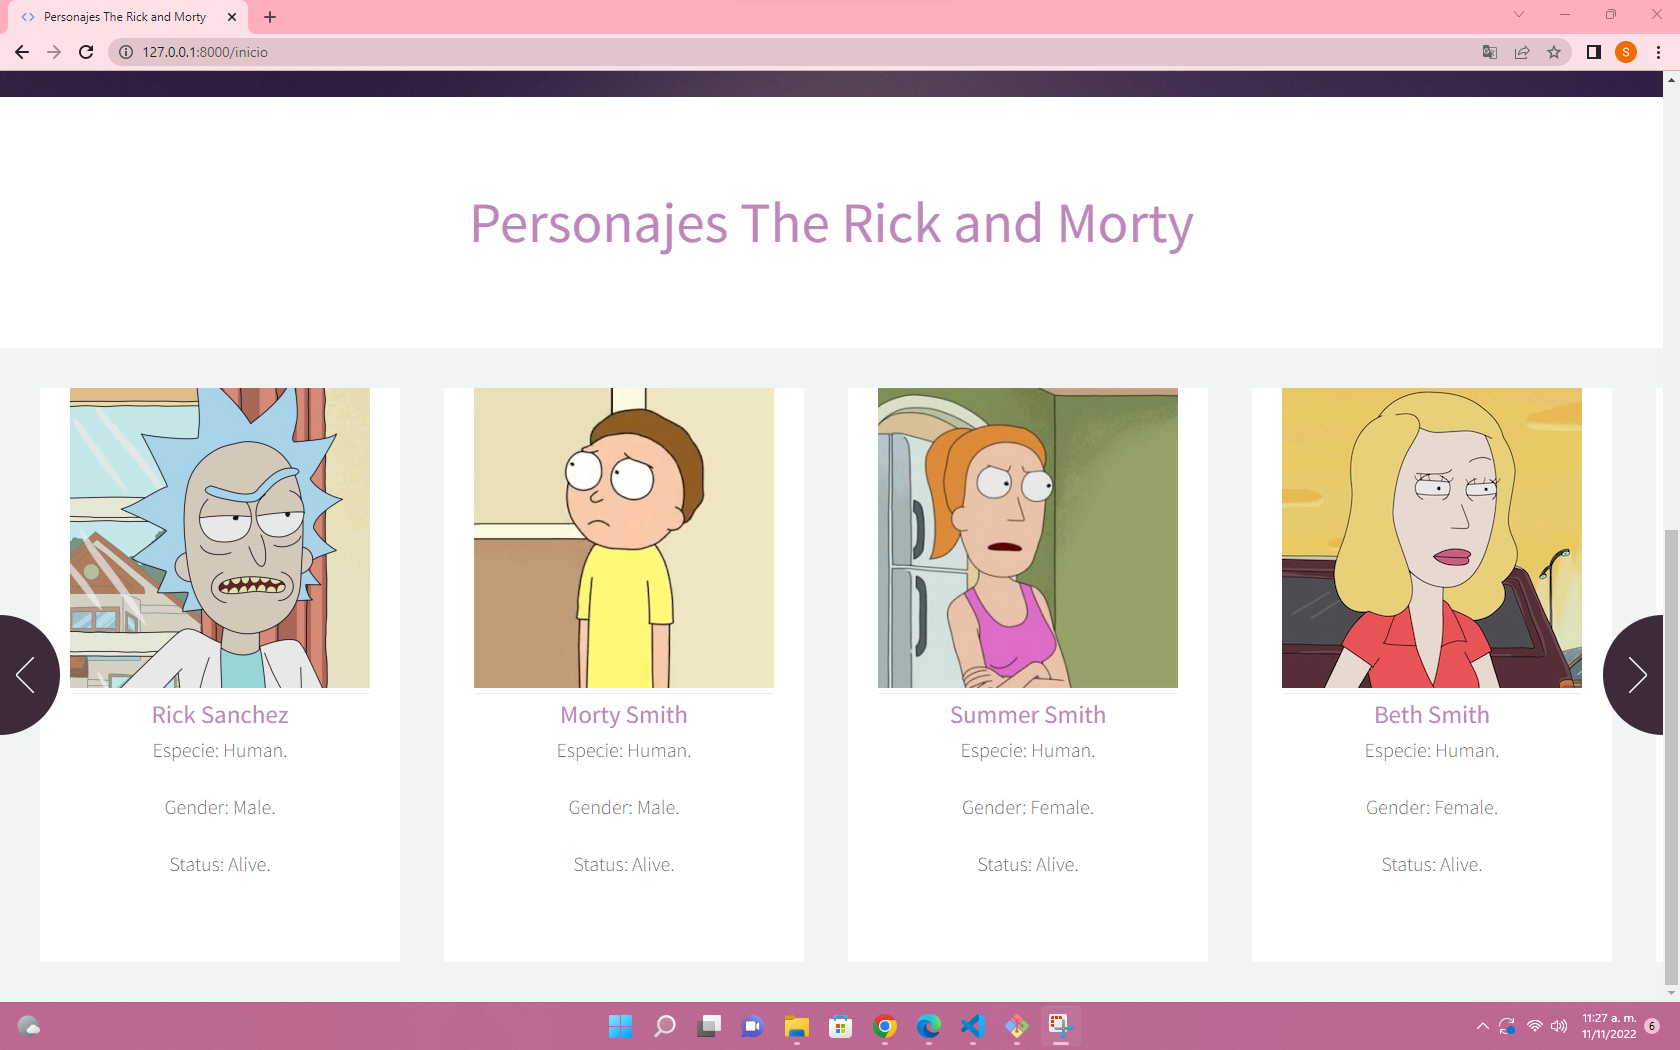 Personajes The Rick and Morty
127.0.0.1:8000/inicio
S
Personajes The Rick and Morty
Rick Sanchez
Especie: Human.
Gender: Male.
Status: Alive.
Morty Smith
Especie: Human.
Gender: Male.
Status: Alive.
Summer Smith
Especie: Human.
Gender: Female.
Status: Alive.
Beth Smith
Especie: Human.
Gender: Female.
Status: Alive.
11:27 a. m.
11/11/2022
6